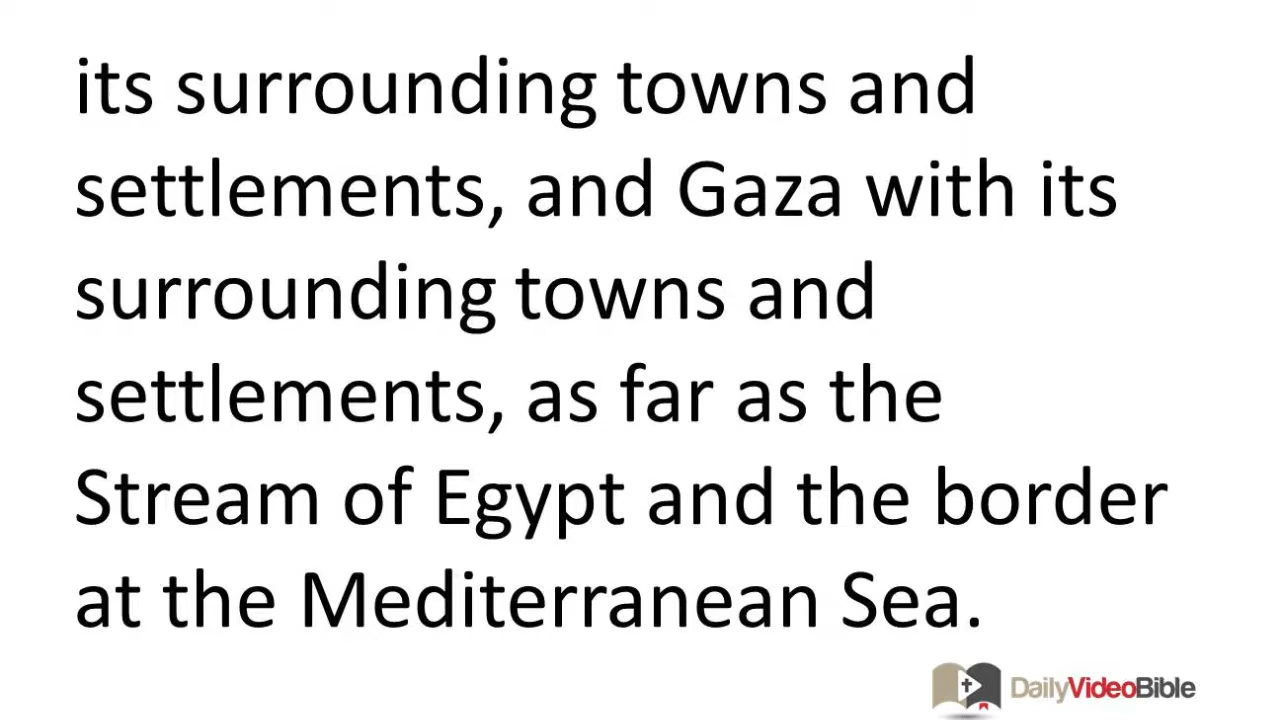 its surrounding towns and
settlements, and Gaza with its
surrounding towns and
settlements, as far as the
Stream of Egypt and the border
at the Mediterranean Sea.
DailyVideoBible